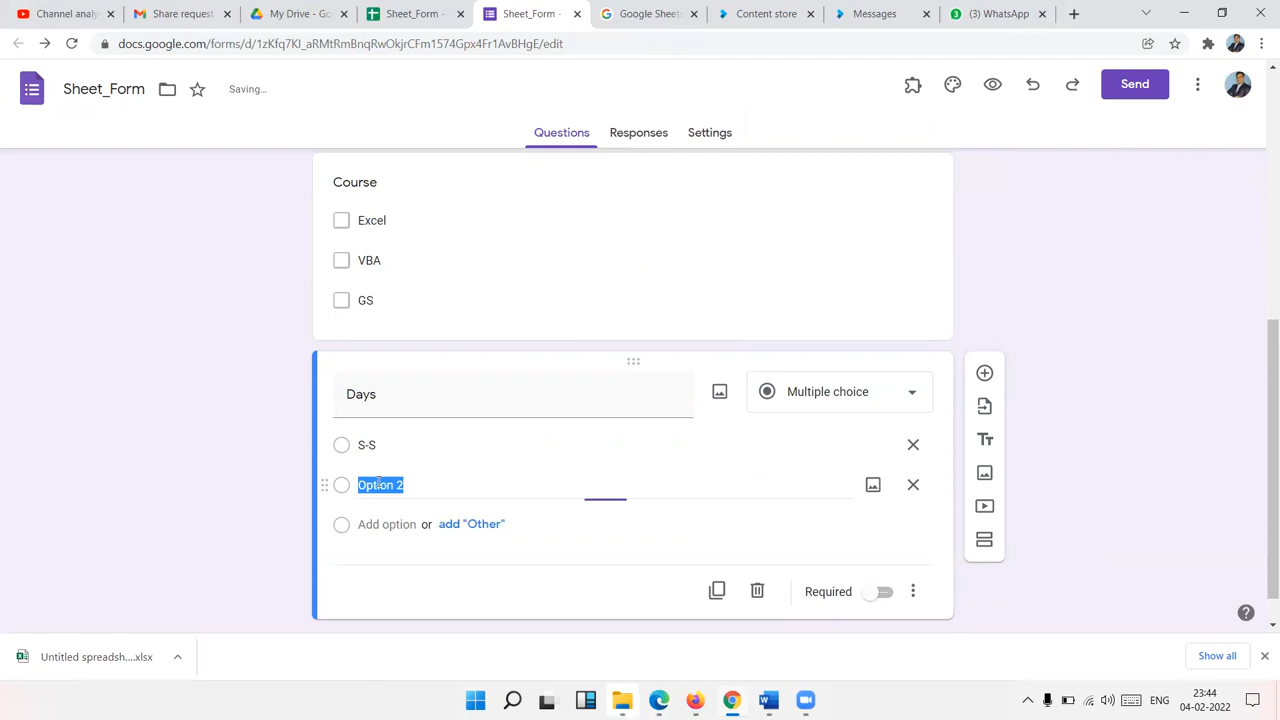 Channel analy
Share request
My Drive - Go
Sheet_Form -
Sheet_Form -
Google Sheets
Content store
Messages
(3) WhatsApp
docs.google.com/forms/d/1zKfq7KI_aRMtRmBnqRwOkjrCFm1574Gpx4Fr1AvBHgE/edit
Sheet_Form
Saving...
Send
Questions
Responses
Settings
Course
Excel
VBA
GS
Days
Multiple choice
S-S
Option 2
Add option or add "Other"
Required
Untitled spreadsh....xlsx
Show all
ENG
23:44
04-02-2022